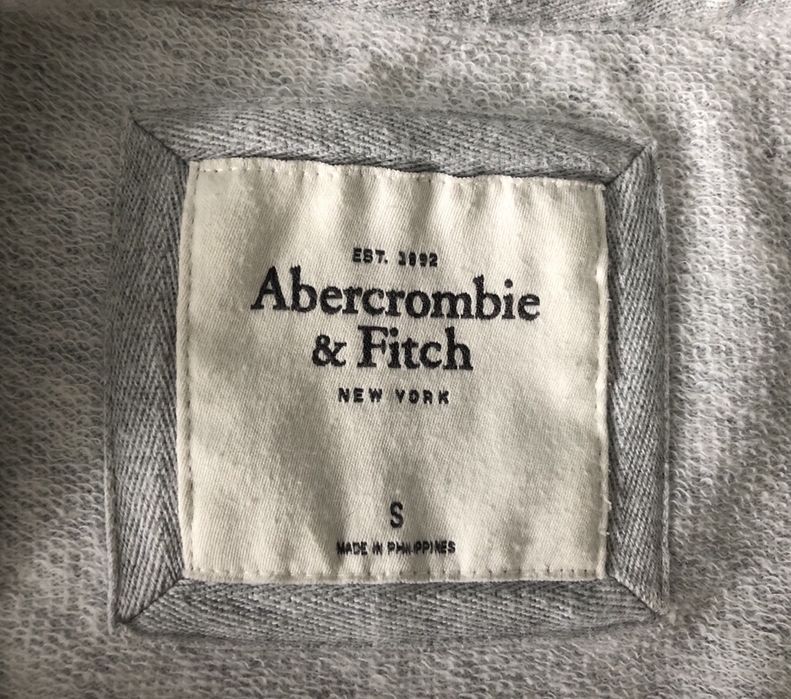 EST. 1892
Abercrombie
& Fitch
NEW YORK
S
MADE IN PHILIPPINES